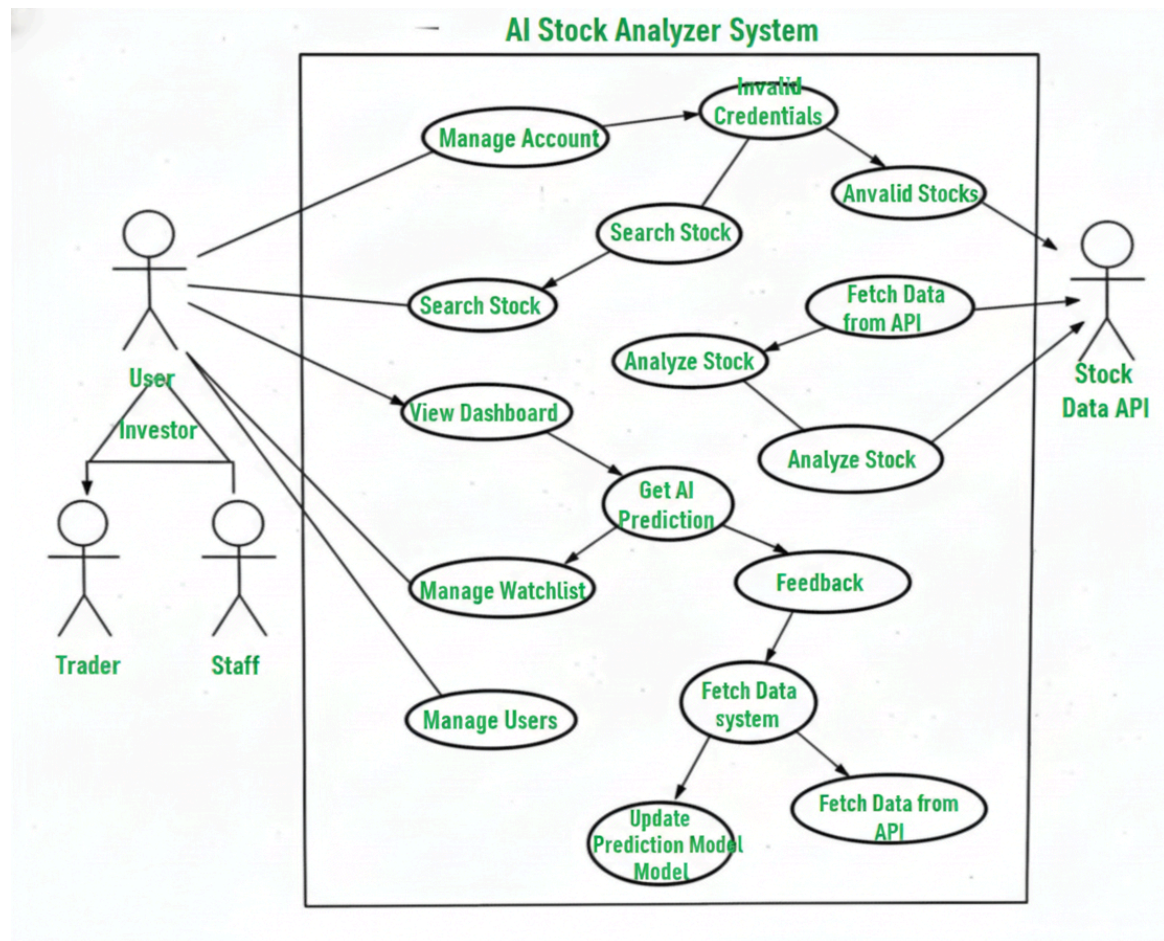 AI Stock Analyzer System
Invalid
Credentials
Manage Account
Anvalid Stocks
Search Stock
Search Stock
Fetch Data
from API
Analyze Stock
Stock
Data API
User
Investor
View Dashboard
Analyze Stock
Get AI
Prediction
Manage Watchlist
Feedback
Trader
Staff
Fetch Data
system
Manage Users
Update
Prediction Model
Model
Fetch Data from
API